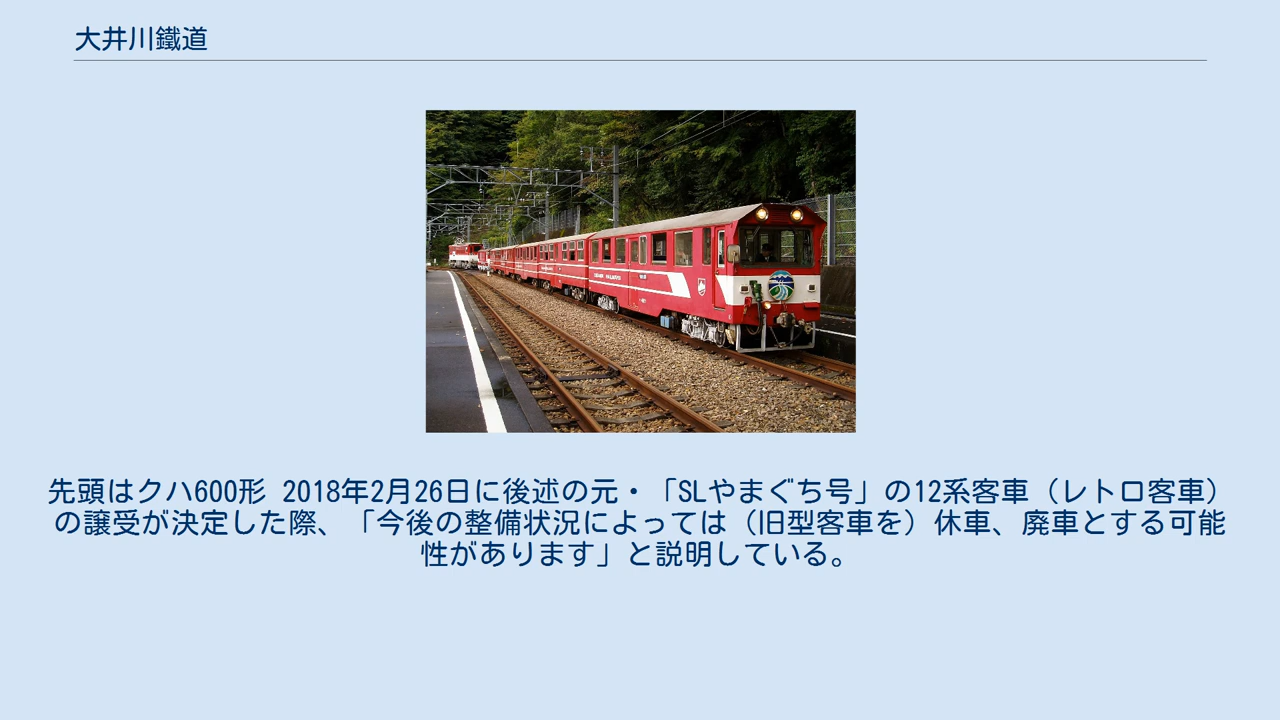 大井川鐵道
先頭はクハ600形 2018年2月26日に後述の元・「SLやまぐち号」の12系客車（レトロ客車）
の譲受が決定した際、「今後の整備状況によっては（旧型客車を）休車、廃車とする可能
性があります」と説明している。